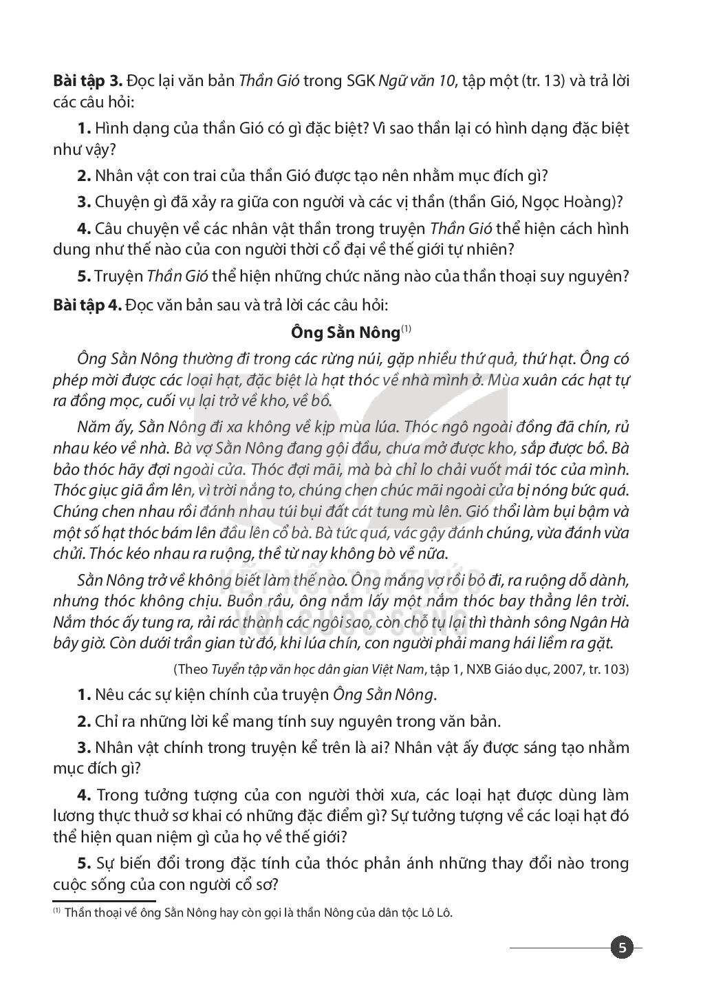 Bài tập 3. Đọc lại văn bản Thần Gió trong SGK Ngữ văn 10, tập một (tr. 13) và trả lời
các câu hỏi:
1. Hình dạng của thần Gió có gì đặc biệt? Vì sao thần lại có hình dạng đặc biệt
như vậy?
2. Nhân vật con trai của thần Gió được tạo nên nhằm mục đích gì?
3. Chuyện gì đã xảy ra giữa con người và các vị thần (thần Gió, Ngọc Hoàng)?
4. Câu chuyện về các nhân vật thần trong truyện Thần Gió thể hiện cách hình
dung như thế nào của con người thời cổ đại về thế giới tự nhiên?
5. Truyện Thần Gió thể hiện những chức năng nào của thần thoại suy nguyên?
Bài tập 4. Đọc văn bản sau và trả lời các câu hỏi:
Ông Sằn Nông(1)
Ông Sằn Nông thường đi trong các rừng núi, gặp nhiều thứ quả, thứ hạt. Ông có
phép mời được các loại hạt, đặc biệt là hạt thóc về nhà mình ở. Mùa xuân các hạt tự
ra đồng mọc, cuối vụ lại trở về kho, về bồ.
Năm ấy, Sằn Nông đi xa không về kịp mùa lúa. Thóc ngô ngoài đồng đã chín, rủ
nhau kéo về nhà. Bà vợ Sằn Nông đang gội đầu, chưa mở được kho, sắp được bồ. Bà
bảo thóc hãy đợi ngoài cửa. Thóc đợi mãi, mà bà chỉ lo chải vuốt mái tóc của mình.
Thóc giục giã ầm lên, vì trời nắng to, chúng chen chúc mãi ngoài cửa bị nóng bức quá.
Chúng chen nhau rồi đánh nhau túi bụi đất cát tung mù lên. Gió thổi làm bụi bậm và
một số hạt thóc bám lên đầu lên cổ bà. Bà tức quá, vác gậy đánh chúng, vừa đánh vừa
chửi. Thóc kéo nhau ra ruộng, thề từ nay không bò về nữa.
Sằn Nông trở về không biết làm thế nào. Ông mắng vợ rồi bỏ đi, ra ruộng dỗ dành,
nhưng thóc không chịu. Buồn rầu, ông nắm lấy một nắm thóc bay thẳng lên trời.
Nắm thóc ấy tung ra, rải rác thành các ngôi sao, còn chỗ tụ lại thì thành sông Ngân Hà
bây giờ. Còn dưới trần gian từ đó, khi lúa chín, con người phải mang hái liềm ra gặt.
KẾT NỐI TRI THỨC
VỚI CUỘC SỐNG
(Theo Tuyển tập văn học dân gian Việt Nam, tập 1, NXB Giáo dục, 2007, tr. 103)
1. Nêu các sự kiện chính của truyện Ông Sằn Nông.
2. Chỉ ra những lời kể mang tính suy nguyên trong văn bản.
3. Nhân vật chính trong truyện kể trên là ai? Nhân vật ấy được sáng tạo nhằm
mục đích gì?
4. Trong tưởng tượng của con người thời xưa, các loại hạt được dùng làm
lương thực thuở sơ khai có những đặc điểm gì? Sự tưởng tượng về các loại hạt đó
thể hiện quan niệm gì của họ về thế giới?
5. Sự biến đổi trong đặc tính của thóc phản ánh những thay đổi nào trong
cuộc sống của con người cổ sơ?
(1) Thần thoại về ông Sằn Nông hay còn gọi là thần Nông của dân tộc Lô Lô.
5